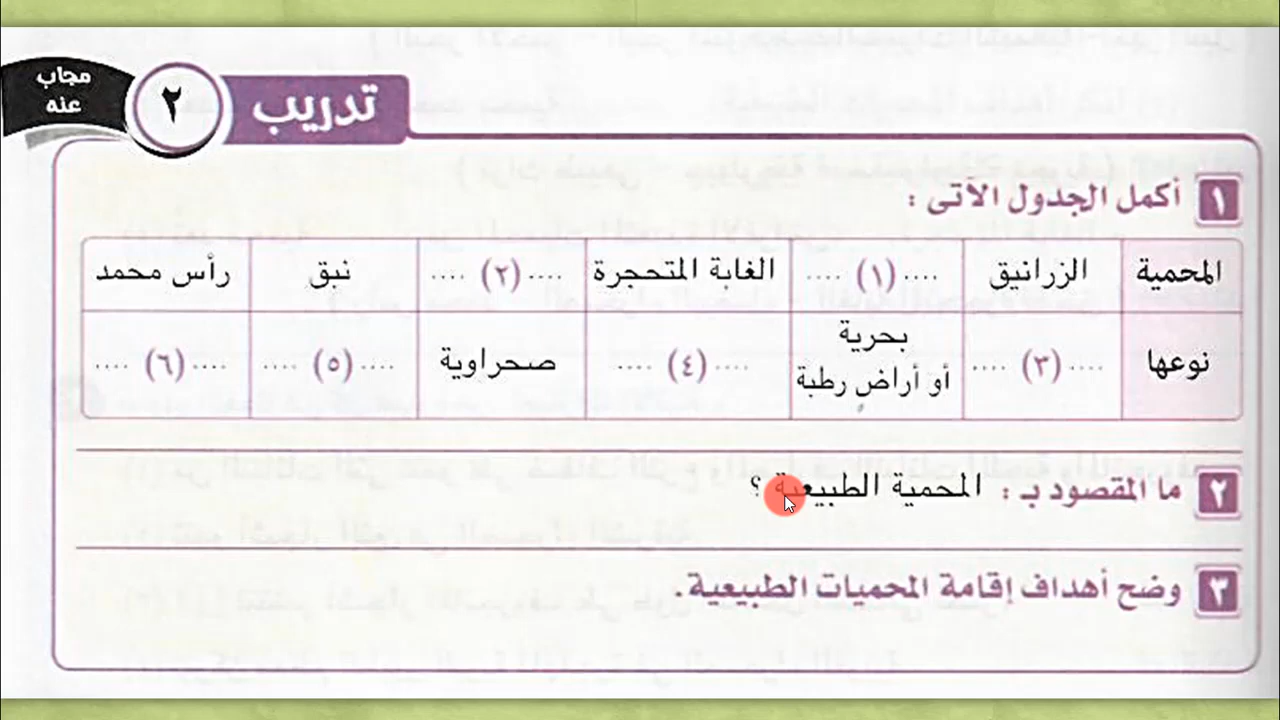 مجاب
عنه
٢
تدريب
١ أكمل الجدول الآتى :
المحمية الزرانيق .... (١) .... الغابة المتحجرة .... (٢) .... نبق رأس محمد
نوعها .... (٣) .... بحرية أو أراضٍ رطبة .... (٤) .... صحراوية .... (٥) .... .... (٦) ....
٢ ما المقصود بـ : المحمية الطبيعية ؟
٣ وضح أهداف إقامة المحميات الطبيعية .